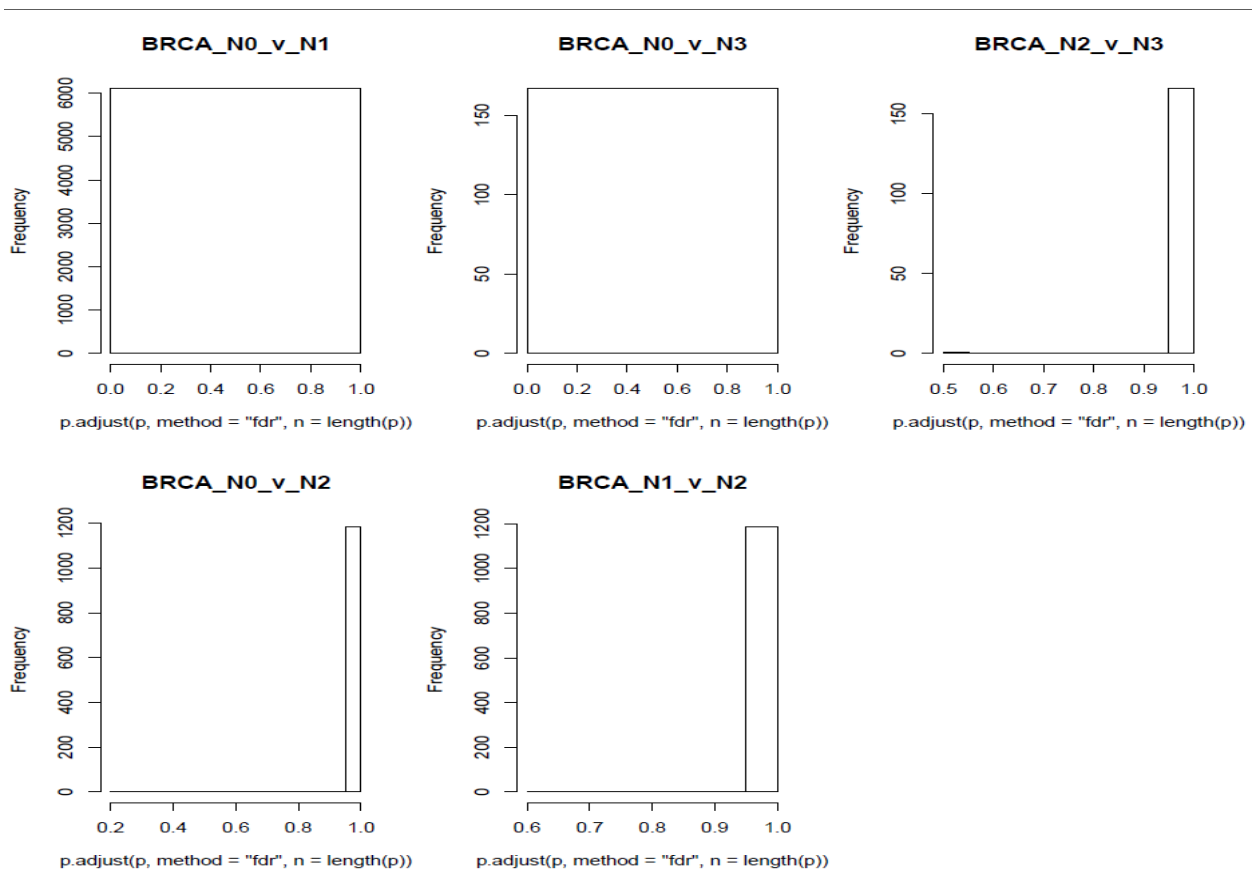 BRCA_N0_v_N1
Frequency
6000
5000
4000
3000
2000
1000
0
0.0 0.2 0.4 0.6 0.8 1.0
p.adjust(p, method = "fdr", n = length(p))
BRCA_N0_v_N3
Frequency
150
100
50
0
0.0 0.2 0.4 0.6 0.8 1.0
p.adjust(p, method = "fdr", n = length(p))
BRCA_N2_v_N3
Frequency
150
100
50
0
0.5 0.6 0.7 0.8 0.9 1.0
p.adjust(p, method = "fdr", n = length(p))
BRCA_N0_v_N2
Frequency
1200
1000
800
600
400
200
0
0.2 0.4 0.6 0.8 1.0
p.adjust(p, method = "fdr", n = length(p))
BRCA_N1_v_N2
Frequency
1200
1000
800
600
400
200
0
0.6 0.7 0.8 0.9 1.0
p.adjust(p, method = "fdr", n = length(p))